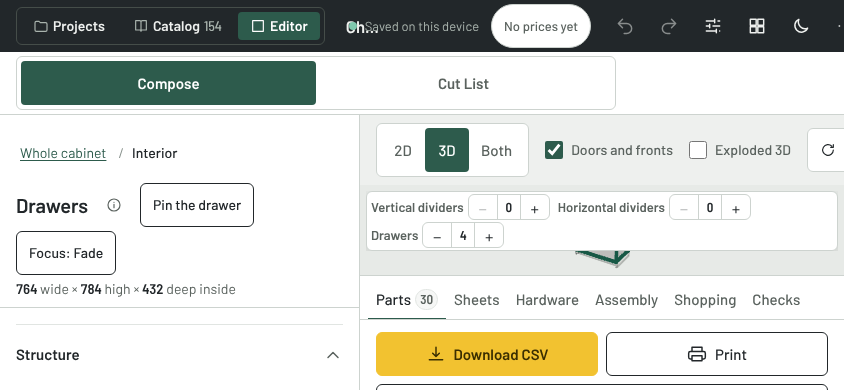 Projects
Catalog 154
Editor
Saved on this device
No prices yet
Compose
Cut List
Whole cabinet / Interior
Drawers
Pin the drawer
Focus: Fade
764 wide × 784 high × 432 deep inside
Structure
2D
3D
Both
Doors and fronts
Exploded 3D
Vertical dividers − 0 + Horizontal dividers − 0 +
Drawers − 4 +
Parts 30 Sheets Hardware Assembly Shopping Checks
Download CSV
Print